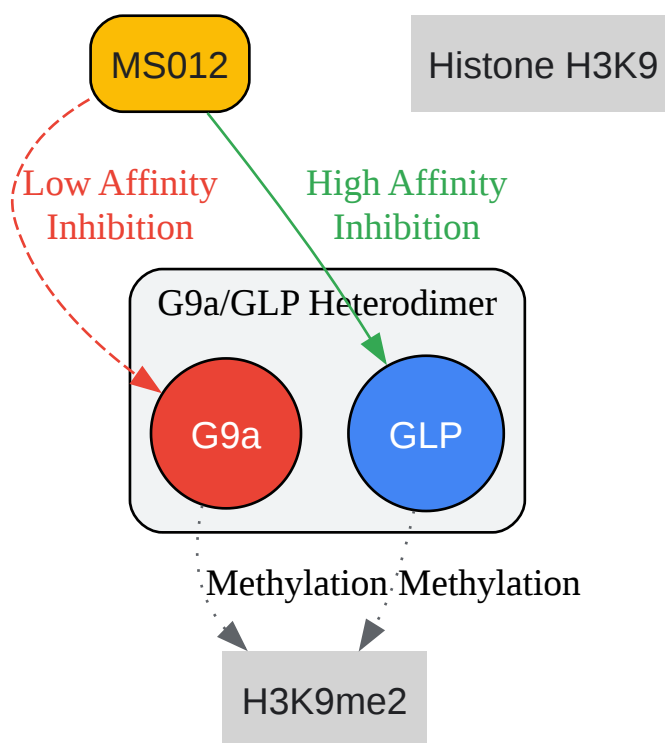 MS012
Histone H3K9
Low Affinity
Inhibition
High Affinity
Inhibition
G9a/GLP Heterodimer
G9a
GLP
Methylation
Methylation
H3K9me2